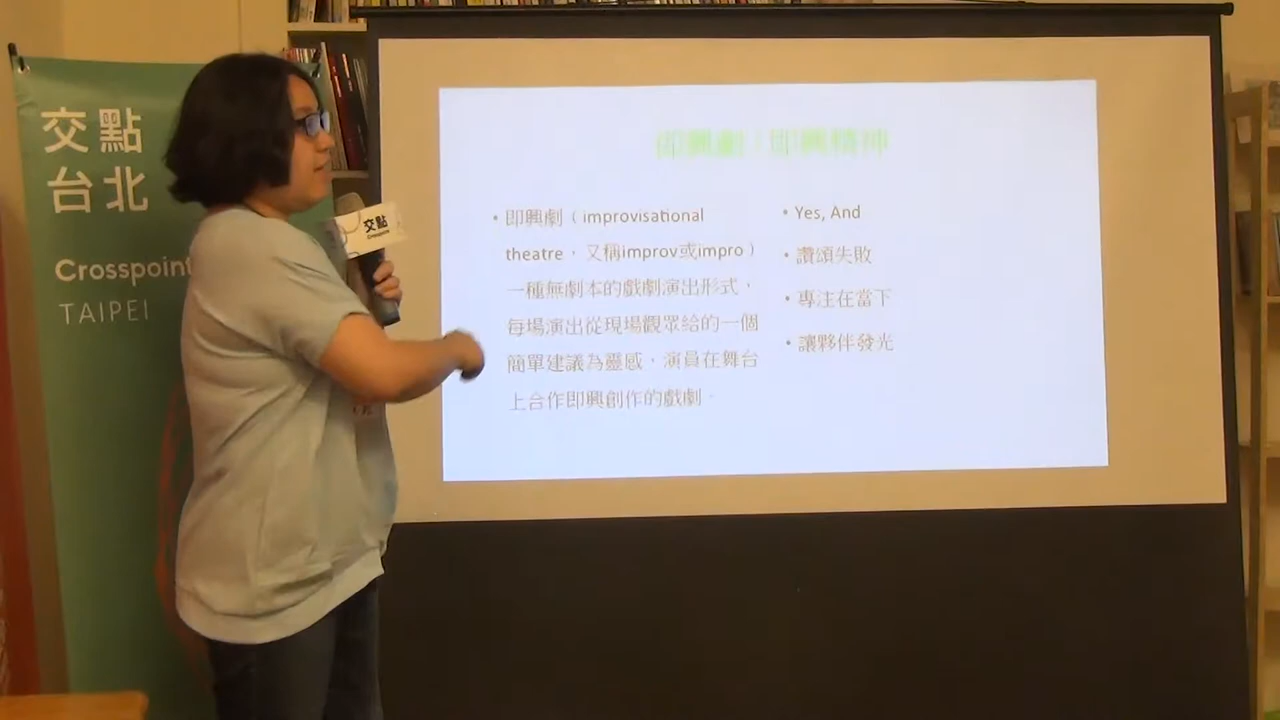 交點
台北
Crosspoint
TAIPEI
交點
Crosspoint
即興劇 / 即興精神
• 即興劇（improvisational
theatre，又稱improv或impro）
一種無劇本的戲劇演出形式，
每場演出從現場觀眾給的一個
簡單建議為靈感，演員在舞台
上合作即興創作的戲劇。
• Yes, And
• 讚頌失敗
• 專注在當下
• 讓夥伴發光